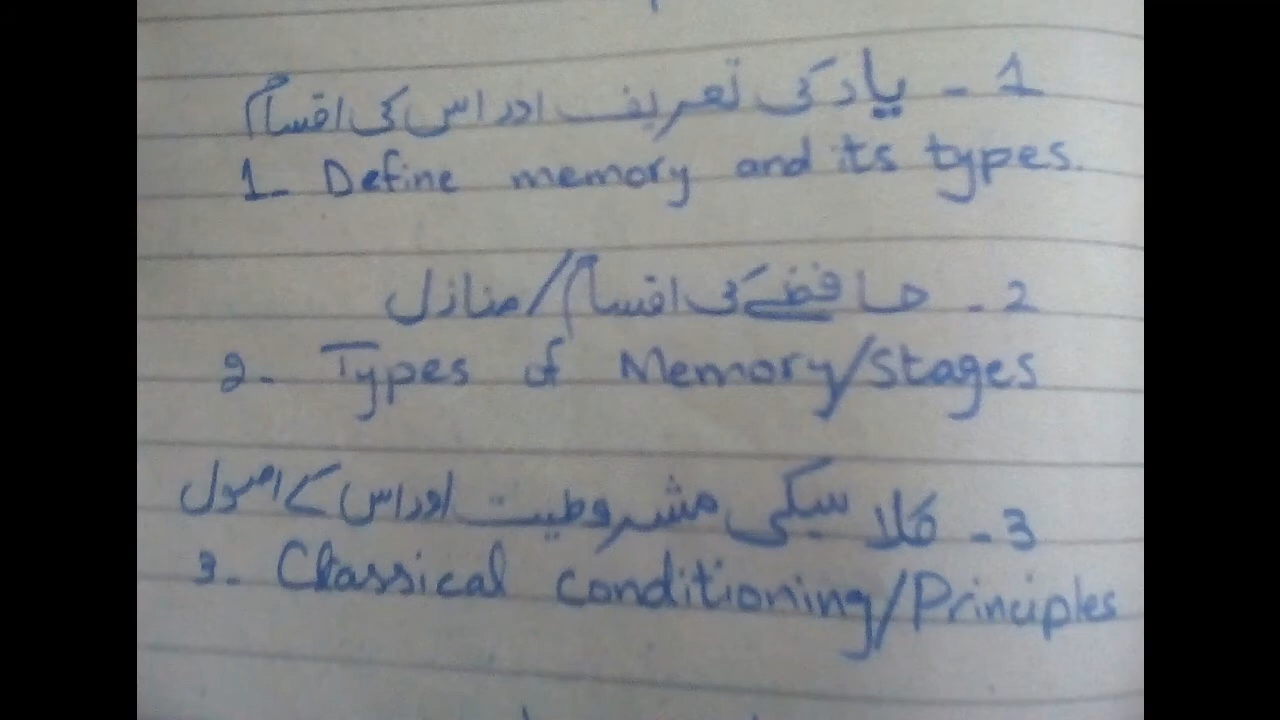 1 - یاد کی تعریف اور اس کی اقسام
1- Define memory and its types.
2 - حافظے کی اقسام/منازل
2- Types of Memory/Stages
3 - کلاسیکی مشروطیت اور اس کے اصول
3- Classical conditioning/Principles